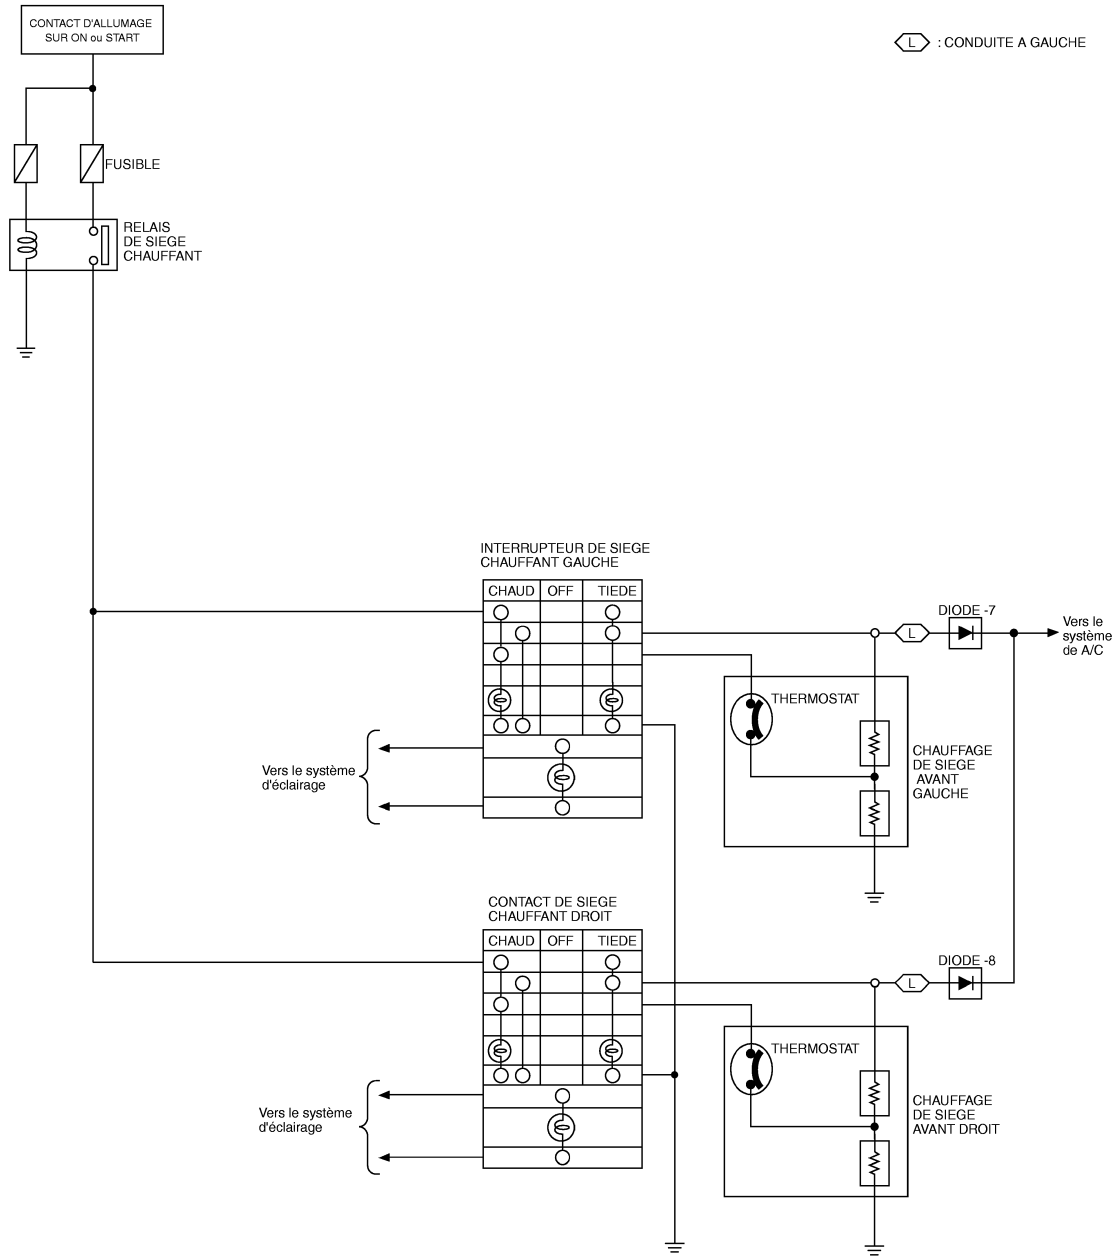 CONTACT D'ALLUMAGE
SUR ON ou START
L : CONDUITE A GAUCHE
FUSIBLE
RELAIS
DE SIEGE
CHAUFFANT
INTERRUPTEUR DE SIEGE
CHAUFFANT GAUCHE
CHAUD OFF TIEDE
L
DIODE -7
Vers le
système
de A/C
THERMOSTAT
CHAUFFAGE
DE SIEGE
AVANT
GAUCHE
Vers le système
d'éclairage
CONTACT DE SIEGE
CHAUFFANT DROIT
CHAUD OFF TIEDE
L
DIODE -8
THERMOSTAT
CHAUFFAGE
DE SIEGE
AVANT DROIT
Vers le système
d'éclairage